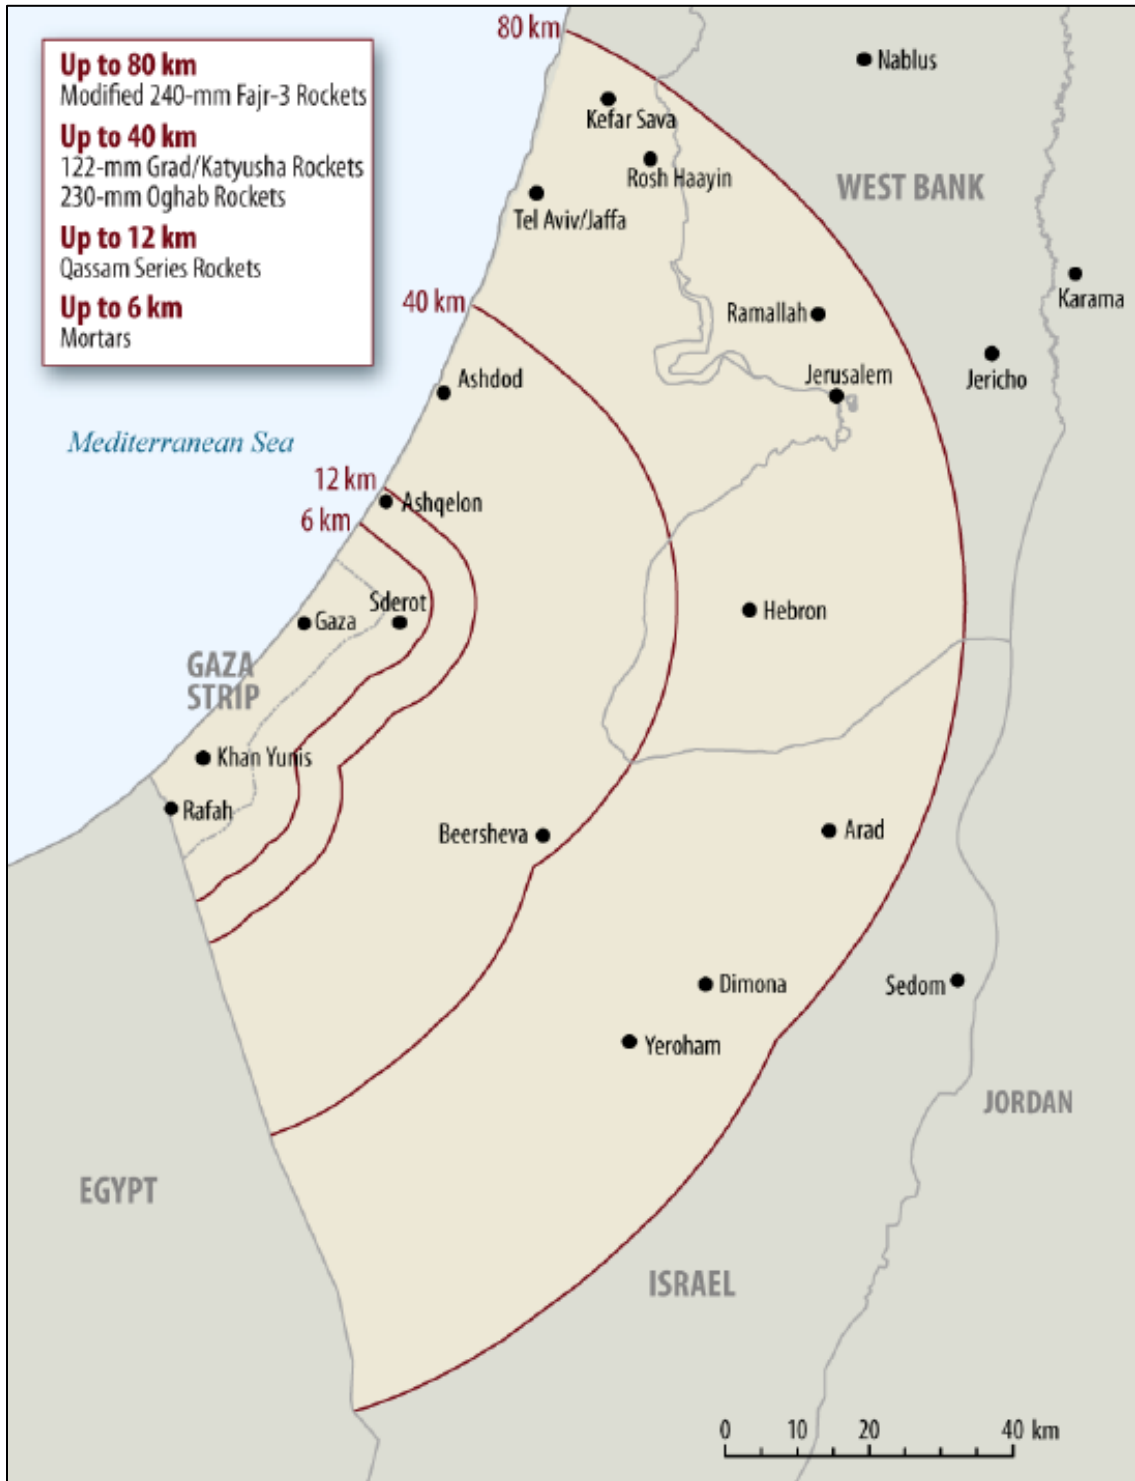 Up to 80 km
Modified 240-mm Fajr-3 Rockets
Up to 40 km
122-mm Grad/Katyusha Rockets
230-mm Oghab Rockets
Up to 12 km
Qassam Series Rockets
Up to 6 km
Mortars
80 km
Nablus
Kefar Sava
Rosh Haayin
WEST BANK
Tel Aviv/Jaffa
Karama
40 km
Ramallah
Jericho
Jerusalem
Ashdod
Mediterranean Sea
12 km
Ashqelon
6 km
Sderot
Gaza
Hebron
GAZA
STRIP
Khan Yunis
Rafah
Beersheva
Arad
Dimona
Sedom
Yeroham
JORDAN
EGYPT
ISRAEL
0 10 20 40 km